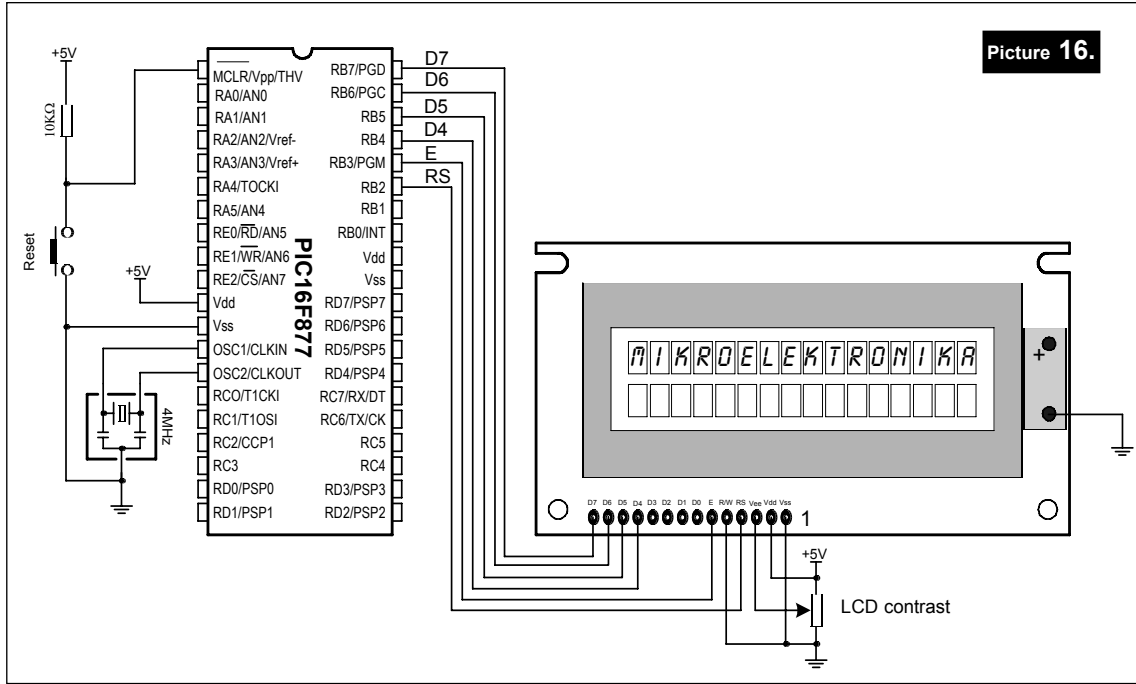 Picture 16.
+5V
10KΩ
Reset
+5V
4MHz
MCLR/Vpp/THV
RA0/AN0
RA1/AN1
RA2/AN2/Vref-
RA3/AN3/Vref+
RA4/TOCKI
RA5/AN4
RE0/RD/AN5
RE1/WR/AN6
RE2/CS/AN7
Vdd
Vss
OSC1/CLKIN
OSC2/CLKOUT
RCO/T1CKI
RC1/T1OSI
RC2/CCP1
RC3
RD0/PSP0
RD1/PSP1
PIC16F877
RB7/PGD
RB6/PGC
RB5
RB4
RB3/PGM
RB2
RB1
RB0/INT
Vdd
Vss
RD7/PSP7
RD6/PSP6
RD5/PSP5
RD4/PSP4
RC7/RX/DT
RC6/TX/CK
RC5
RC4
RD3/PSP3
RD2/PSP2
D7
D6
D5
D4
E
RS
MIKROELEKTRONIKA
+
D7 D6 D5 D4 D3 D2 D1 D0 E R/W RS Vee Vdd Vss
1
+5V
LCD contrast